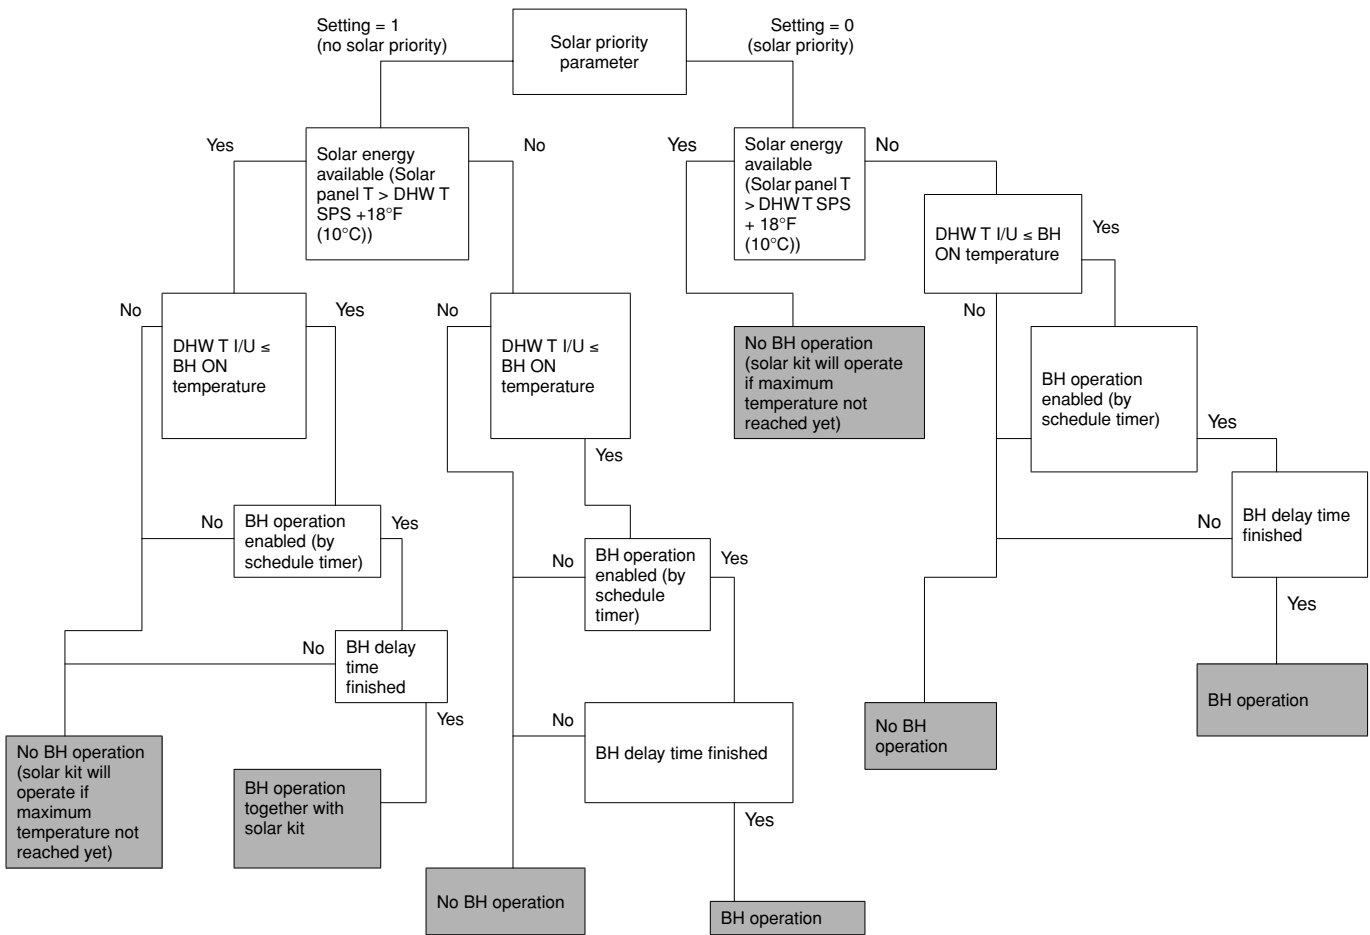 Setting = 1
(no solar priority)
Solar priority
parameter
Setting = 0
(solar priority)
Yes
Solar energy
available (Solar
panel T > DHW T
SPS +18°F
(10°C))
No
Yes
Solar energy
available
(Solar panel T
> DHW T SPS
+ 18°F
(10°C))
No
DHW T I/U ≤ BH
ON temperature
Yes
No
No
DHW T I/U ≤
BH ON
temperature
Yes
No
DHW T I/U ≤
BH ON
temperature
Yes
No BH operation
(solar kit will operate
if maximum
temperature not
reached yet)
BH operation
enabled (by
schedule timer)
Yes
No
BH operation
enabled (by
schedule timer)
Yes
No
BH operation
enabled (by
schedule
timer)
Yes
No
BH delay time
finished
Yes
No
BH delay
time
finished
Yes
No
BH delay time finished
Yes
No BH
operation
BH operation
No BH operation
(solar kit will
operate if
maximum
temperature not
reached yet)
BH operation
together with
solar kit
No BH operation
BH operation